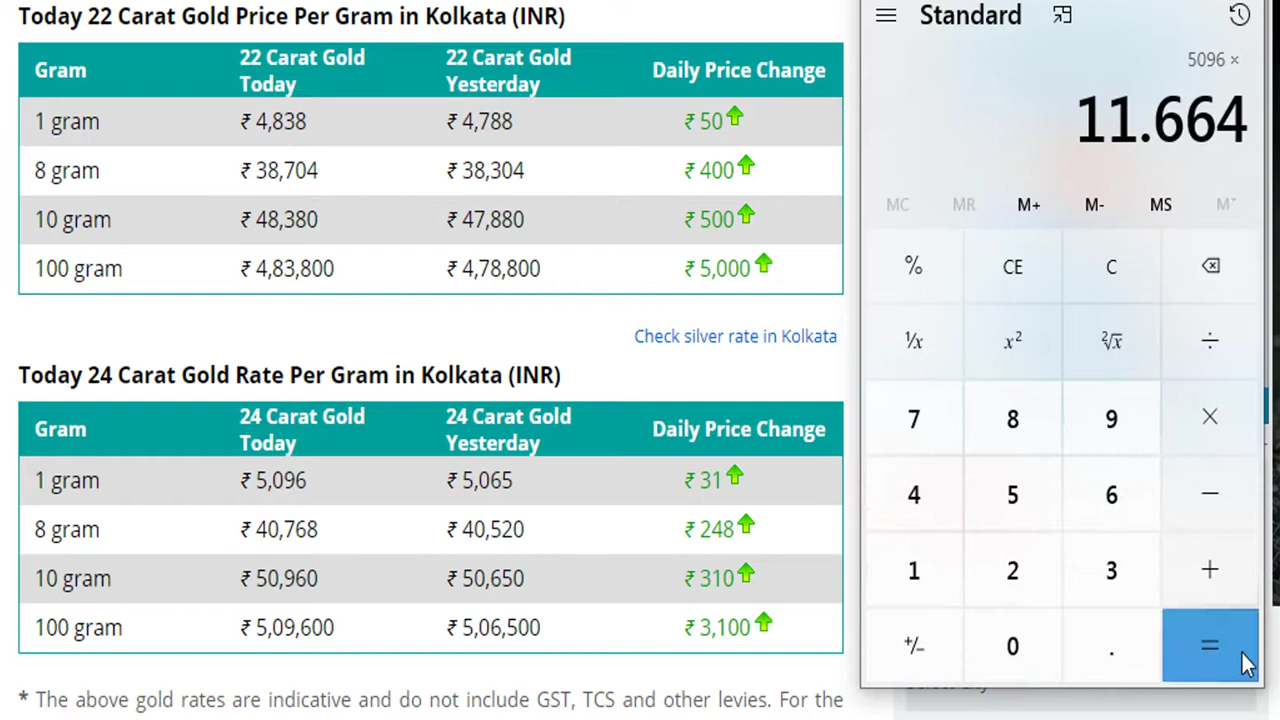 Today 22 Carat Gold Price Per Gram in Kolkata (INR)
Gram 22 Carat Gold Today 22 Carat Gold Yesterday Daily Price Change
1 gram ₹ 4,838 ₹ 4,788 ₹ 50
8 gram ₹ 38,704 ₹ 38,304 ₹ 400
10 gram ₹ 48,380 ₹ 47,880 ₹ 500
100 gram ₹ 4,83,800 ₹ 4,78,800 ₹ 5,000
Check silver rate in Kolkata
Today 24 Carat Gold Rate Per Gram in Kolkata (INR)
Gram 24 Carat Gold Today 24 Carat Gold Yesterday Daily Price Change
1 gram ₹ 5,096 ₹ 5,065 ₹ 31
8 gram ₹ 40,768 ₹ 40,520 ₹ 248
10 gram ₹ 50,960 ₹ 50,650 ₹ 310
100 gram ₹ 5,09,600 ₹ 5,06,500 ₹ 3,100
* The above gold rates are indicative and do not include GST, TCS and other levies. For the
Standard
5096 ×
11.664
MC MR M+ M- MS M˅
% CE C
¹/x x² ²√x ÷
7 8 9 ×
4 5 6 −
1 2 3 +
+/− 0 . =